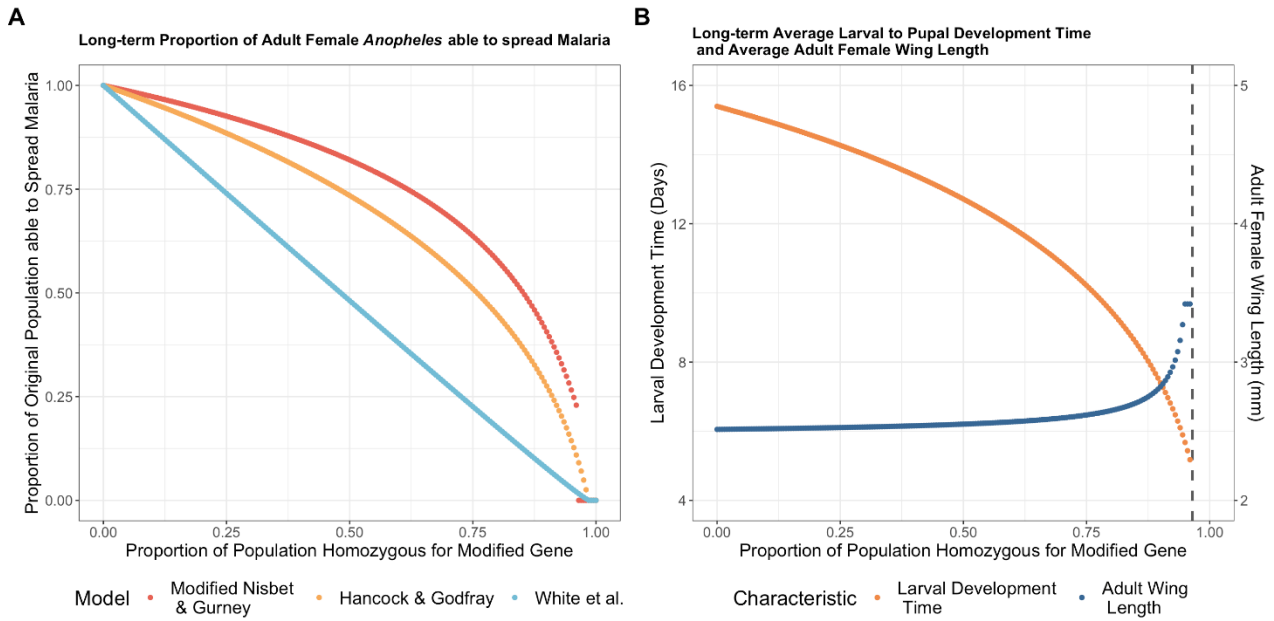 A
Long-term Proportion of Adult Female Anopheles able to spread Malaria
Proportion of Original Population able to Spread Malaria
1.00
0.75
0.50
0.25
0.00
0.00
0.25
0.50
0.75
1.00
Proportion of Population Homozygous for Modified Gene
Model
Modified Nisbet
& Gurney
Hancock & Godfray
White et al.
B
Long-term Average Larval to Pupal Development Time
and Average Adult Female Wing Length
Larval Development Time (Days)
16
12
8
4
5
4
3
2
Adult Female Wing Length (mm)
0.00
0.25
0.50
0.75
1.00
Proportion of Population Homozygous for Modified Gene
Characteristic
Larval Development
Time
Adult Wing
Length